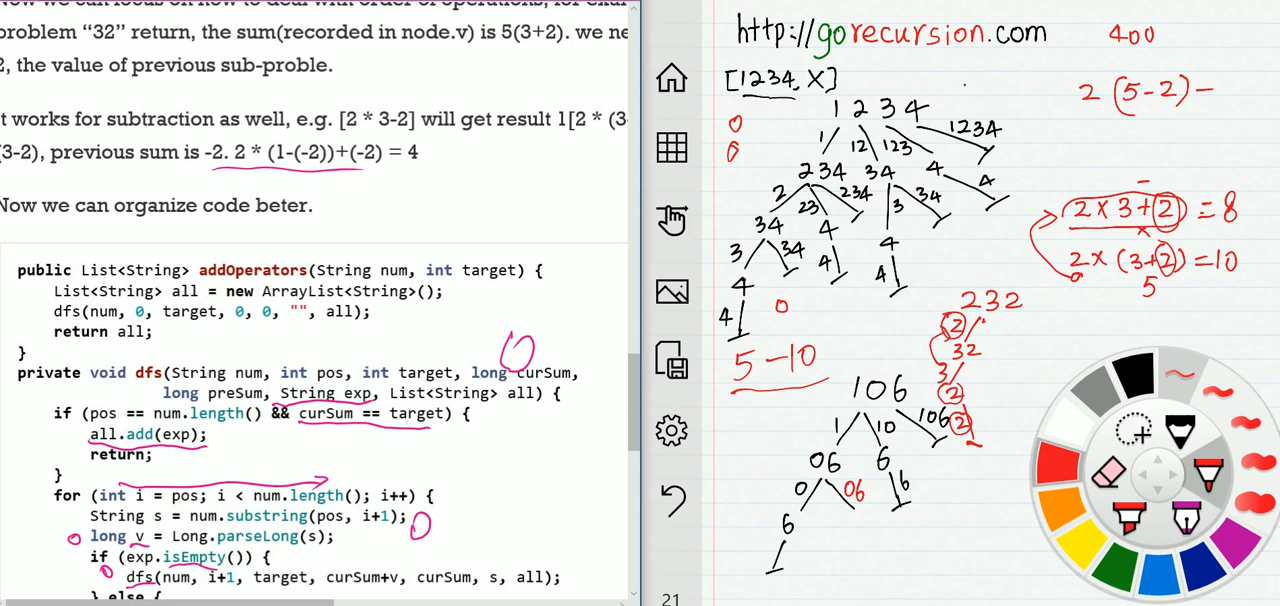 problem "32" return, the sum(recorded in node.v) is 5(3+2). we ne
2, the value of previous sub-proble.
t works for subtraction as well, e.g. [2 * 3-2] will get result 1[2 * (3-
(3-2), previous sum is -2. 2 * (1-(-2))+(-2) = 4
Now we can organize code beter.
public List<String> addOperators(String num, int target) {
List<String> all = new ArrayList<String>();
dfs(num, 0, target, 0, 0, "", all);
return all;
}
private void dfs(String num, int pos, int target, long curSum,
long preSum, String exp, List<String> all) {
if (pos == num.length() && curSum == target) {
all.add(exp);
return;
}
for (int i = pos; i < num.length(); i++) {
String s = num.substring(pos, i+1);
long v = Long.parseLong(s);
if (exp.isEmpty()) {
dfs(num, i+1, target, curSum+v, curSum, s, all);
} else {
http://gorecursion.com
400
[1234, X]
2 (5-2) -
1 2 3 4
1 12 123 1234
234 34 4
2 23 234 3 34 4
34 4 4
3 34 4 4
4
4
0
0
0
5 -10
2 x 3 + 2 = 8
2 x (3+2) = 10
5
232
2
32
3
2
2
106
1 10 106
06 6
0 06 6
6
21